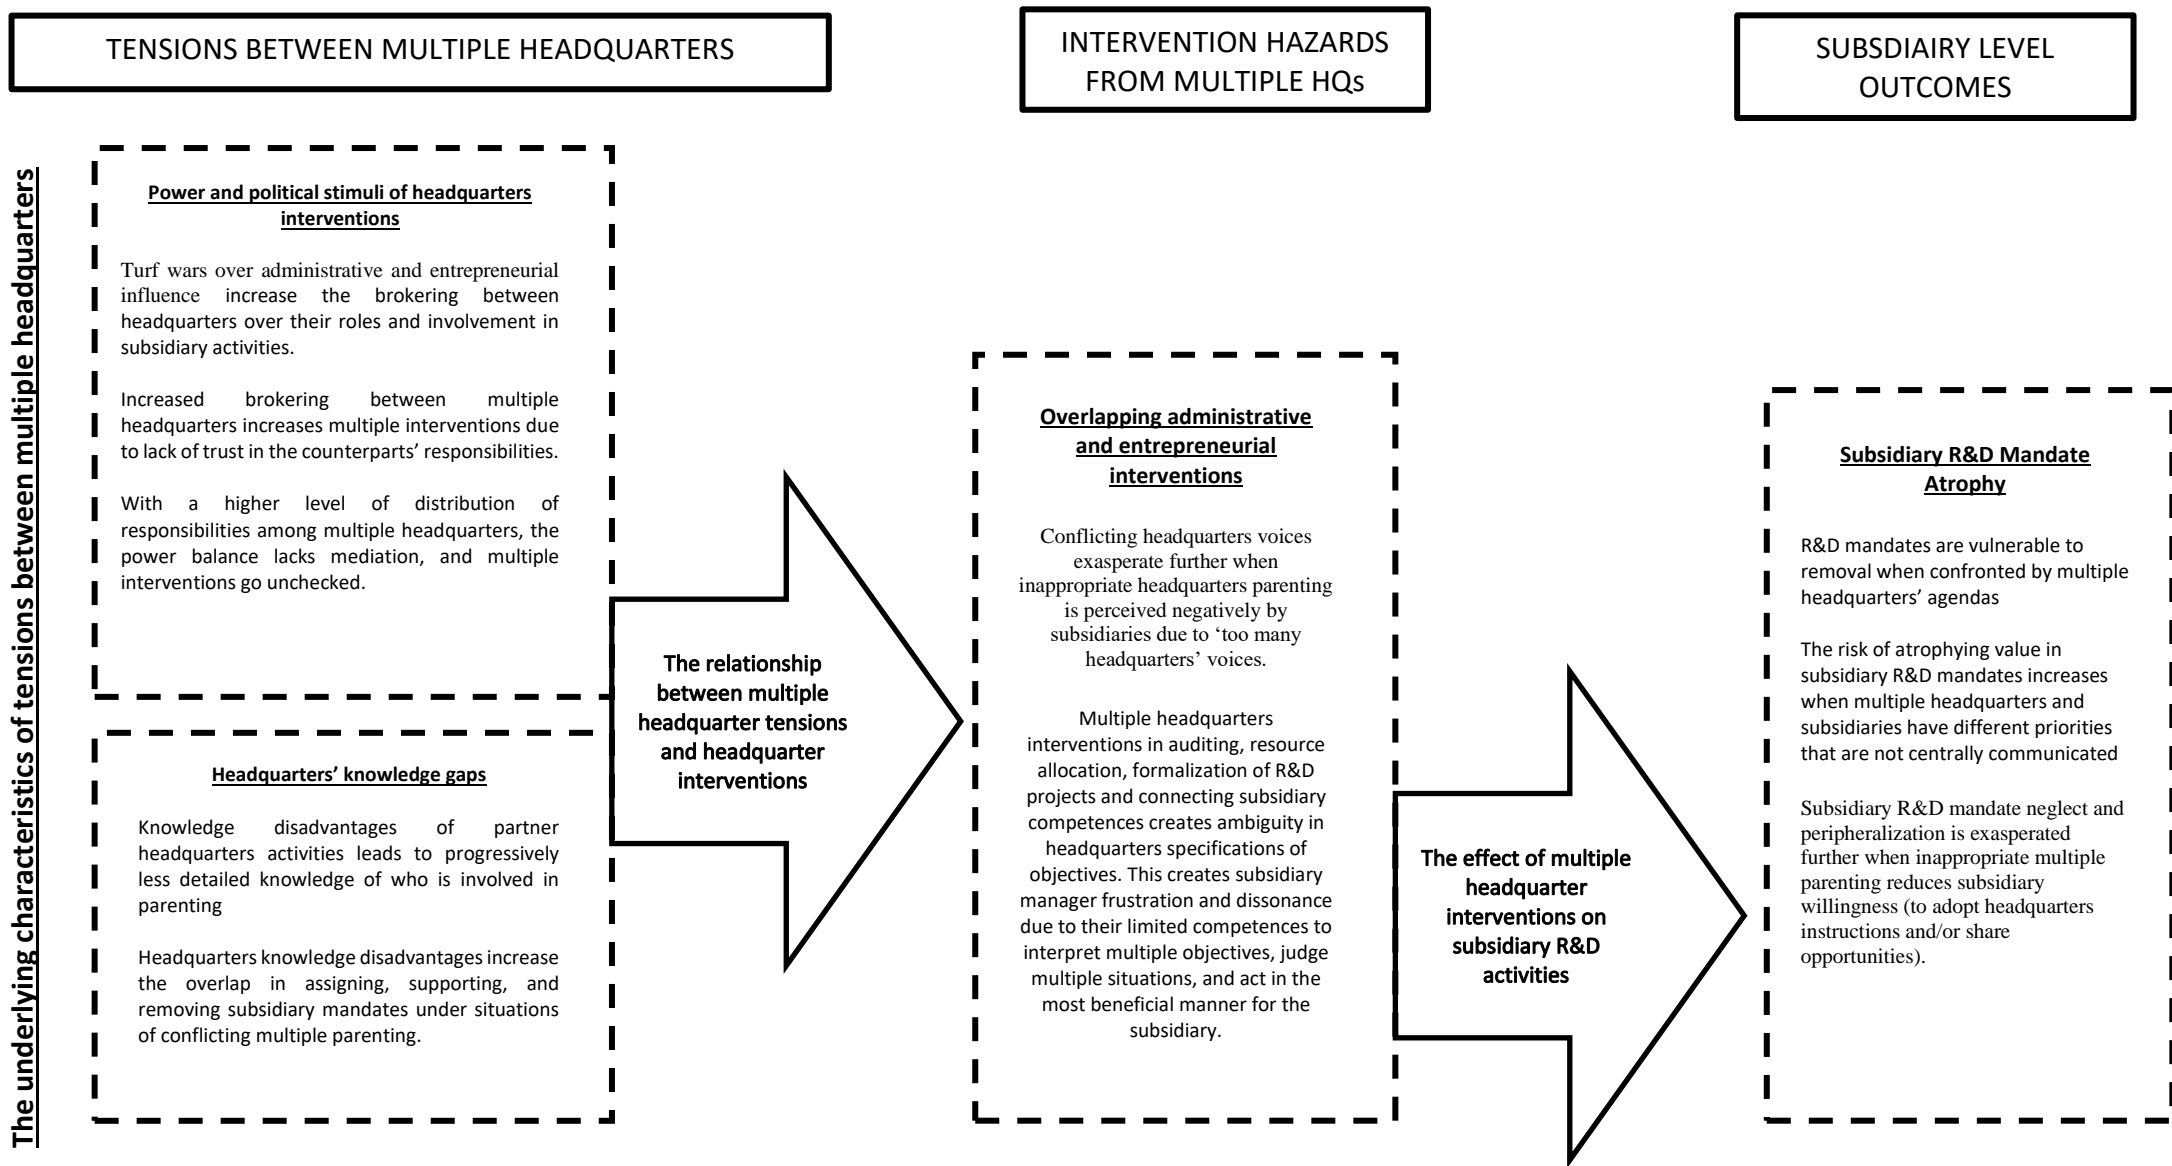 TENSIONS BETWEEN MULTIPLE HEADQUARTERS
INTERVENTION HAZARDS
FROM MULTIPLE HQs
SUBSDIAIRY LEVEL
OUTCOMES
The underlying characteristics of tensions between multiple headquarters
Power and political stimuli of headquarters
interventions
Turf wars over administrative and entrepreneurial
influence increase the brokering between
headquarters over their roles and involvement in
subsidiary activities.
Increased brokering between multiple
headquarters increases multiple interventions due
to lack of trust in the counterparts’ responsibilities.
With a higher level of distribution of
responsibilities among multiple headquarters, the
power balance lacks mediation, and multiple
interventions go unchecked.
Headquarters’ knowledge gaps
Knowledge disadvantages of partner
headquarters activities leads to progressively
less detailed knowledge of who is involved in
parenting
Headquarters knowledge disadvantages increase
the overlap in assigning, supporting, and
removing subsidiary mandates under situations
of conflicting multiple parenting.
The relationship
between multiple
headquarter tensions
and headquarter
interventions
Overlapping administrative
and entrepreneurial
interventions
Conflicting headquarters voices
exasperate further when
inappropriate headquarters parenting
is perceived negatively by
subsidiaries due to ‘too many
headquarters’ voices.
Multiple headquarters
interventions in auditing, resource
allocation, formalization of R&D
projects and connecting subsidiary
competences creates ambiguity in
headquarters specifications of
objectives. This creates subsidiary
manager frustration and dissonance
due to their limited competences to
interpret multiple objectives, judge
multiple situations, and act in the
most beneficial manner for the
subsidiary.
The effect of multiple
headquarter
interventions on
subsidiary R&D
activities
Subsidiary R&D Mandate
Atrophy
R&D mandates are vulnerable to
removal when confronted by multiple
headquarters’ agendas
The risk of atrophying value in
subsidiary R&D mandates increases
when multiple headquarters and
subsidiaries have different priorities
that are not centrally communicated
Subsidiary R&D mandate neglect and
peripheralization is exasperated
further when inappropriate multiple
parenting reduces subsidiary
willingness (to adopt headquarters
instructions and/or share
opportunities).